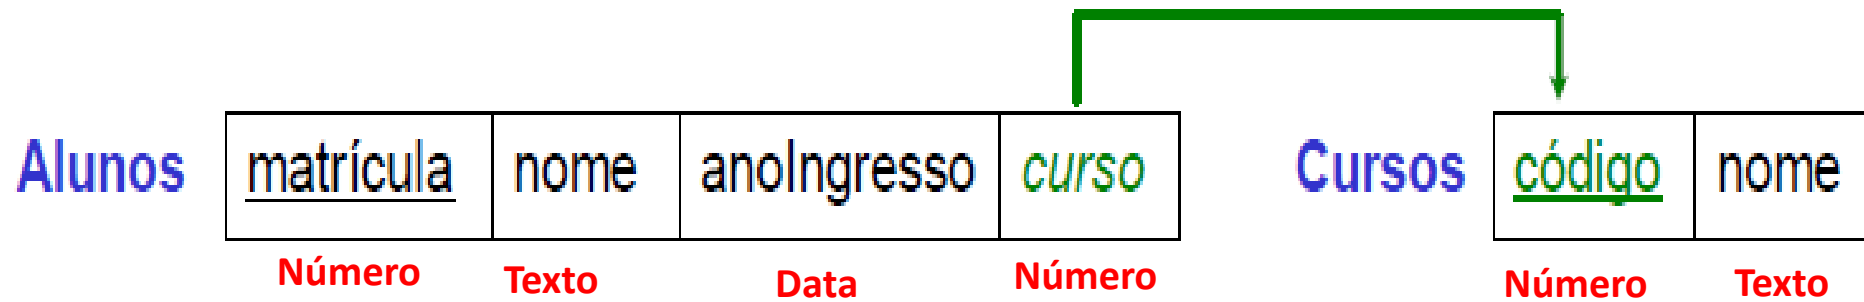 Alunos matrícula nome anoIngresso curso Cursos código nome
Número Texto Data Número Número Texto